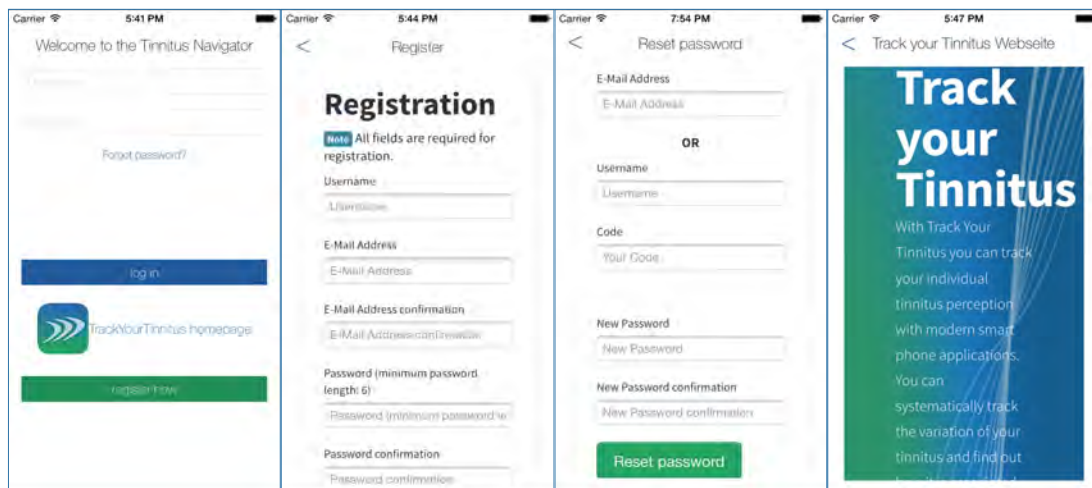 Carrier 5:41 PM
Welcome to the Tinnitus Navigator
Forgot password?
log in
TrackYourTinnitus homepage
register now
Carrier 5:44 PM
< Register
Registration
Note All fields are required for
registration.
Username
Username
E-Mail Address
E-Mail Address
E-Mail Address confirmation
E-Mail Address confirmation
Password (minimum password
length: 6)
Password (minimum password le
Password confirmation
Password confirmation
Carrier 7:54 PM
< Reset password
E-Mail Address
E-Mail Address
OR
Username
Username
Code
Your Code
New Password
New Password
New Password confirmation
New Password confirmation
Reset password
Carrier 5:47 PM
< Track your Tinnitus Webseite
Track
your
Tinnitus
With Track Your
Tinnitus you can track
your individual
tinnitus perception
with modern smart
phone applications.
You can
systematically track
the variation of your
tinnitus and find out